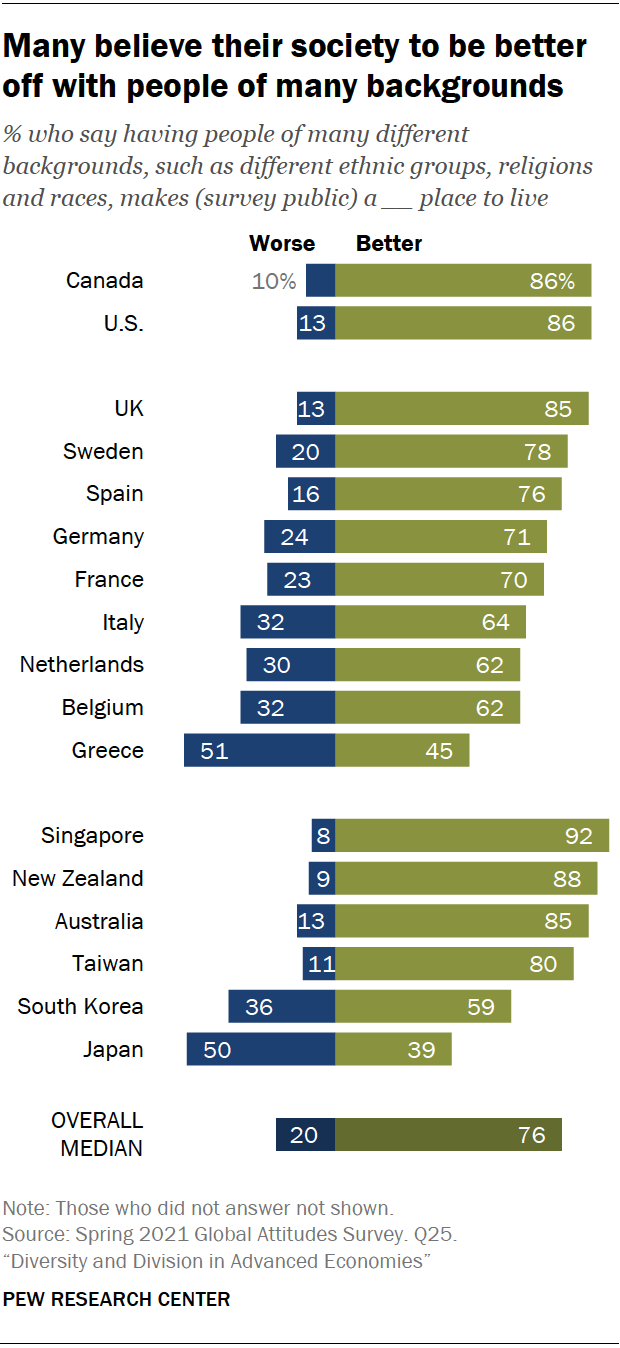 Many believe their society to be better
off with people of many backgrounds
% who say having people of many different
backgrounds, such as different ethnic groups, religions
and races, makes (survey public) a __ place to live
Worse Better
Canada 10% 86%
U.S. 13 86
UK 13 85
Sweden 20 78
Spain 16 76
Germany 24 71
France 23 70
Italy 32 64
Netherlands 30 62
Belgium 32 62
Greece 51 45
Singapore 8 92
New Zealand 9 88
Australia 13 85
Taiwan 11 80
South Korea 36 59
Japan 50 39
OVERALL
MEDIAN 20 76
Note: Those who did not answer not shown.
Source: Spring 2021 Global Attitudes Survey. Q25.
“Diversity and Division in Advanced Economies”
PEW RESEARCH CENTER